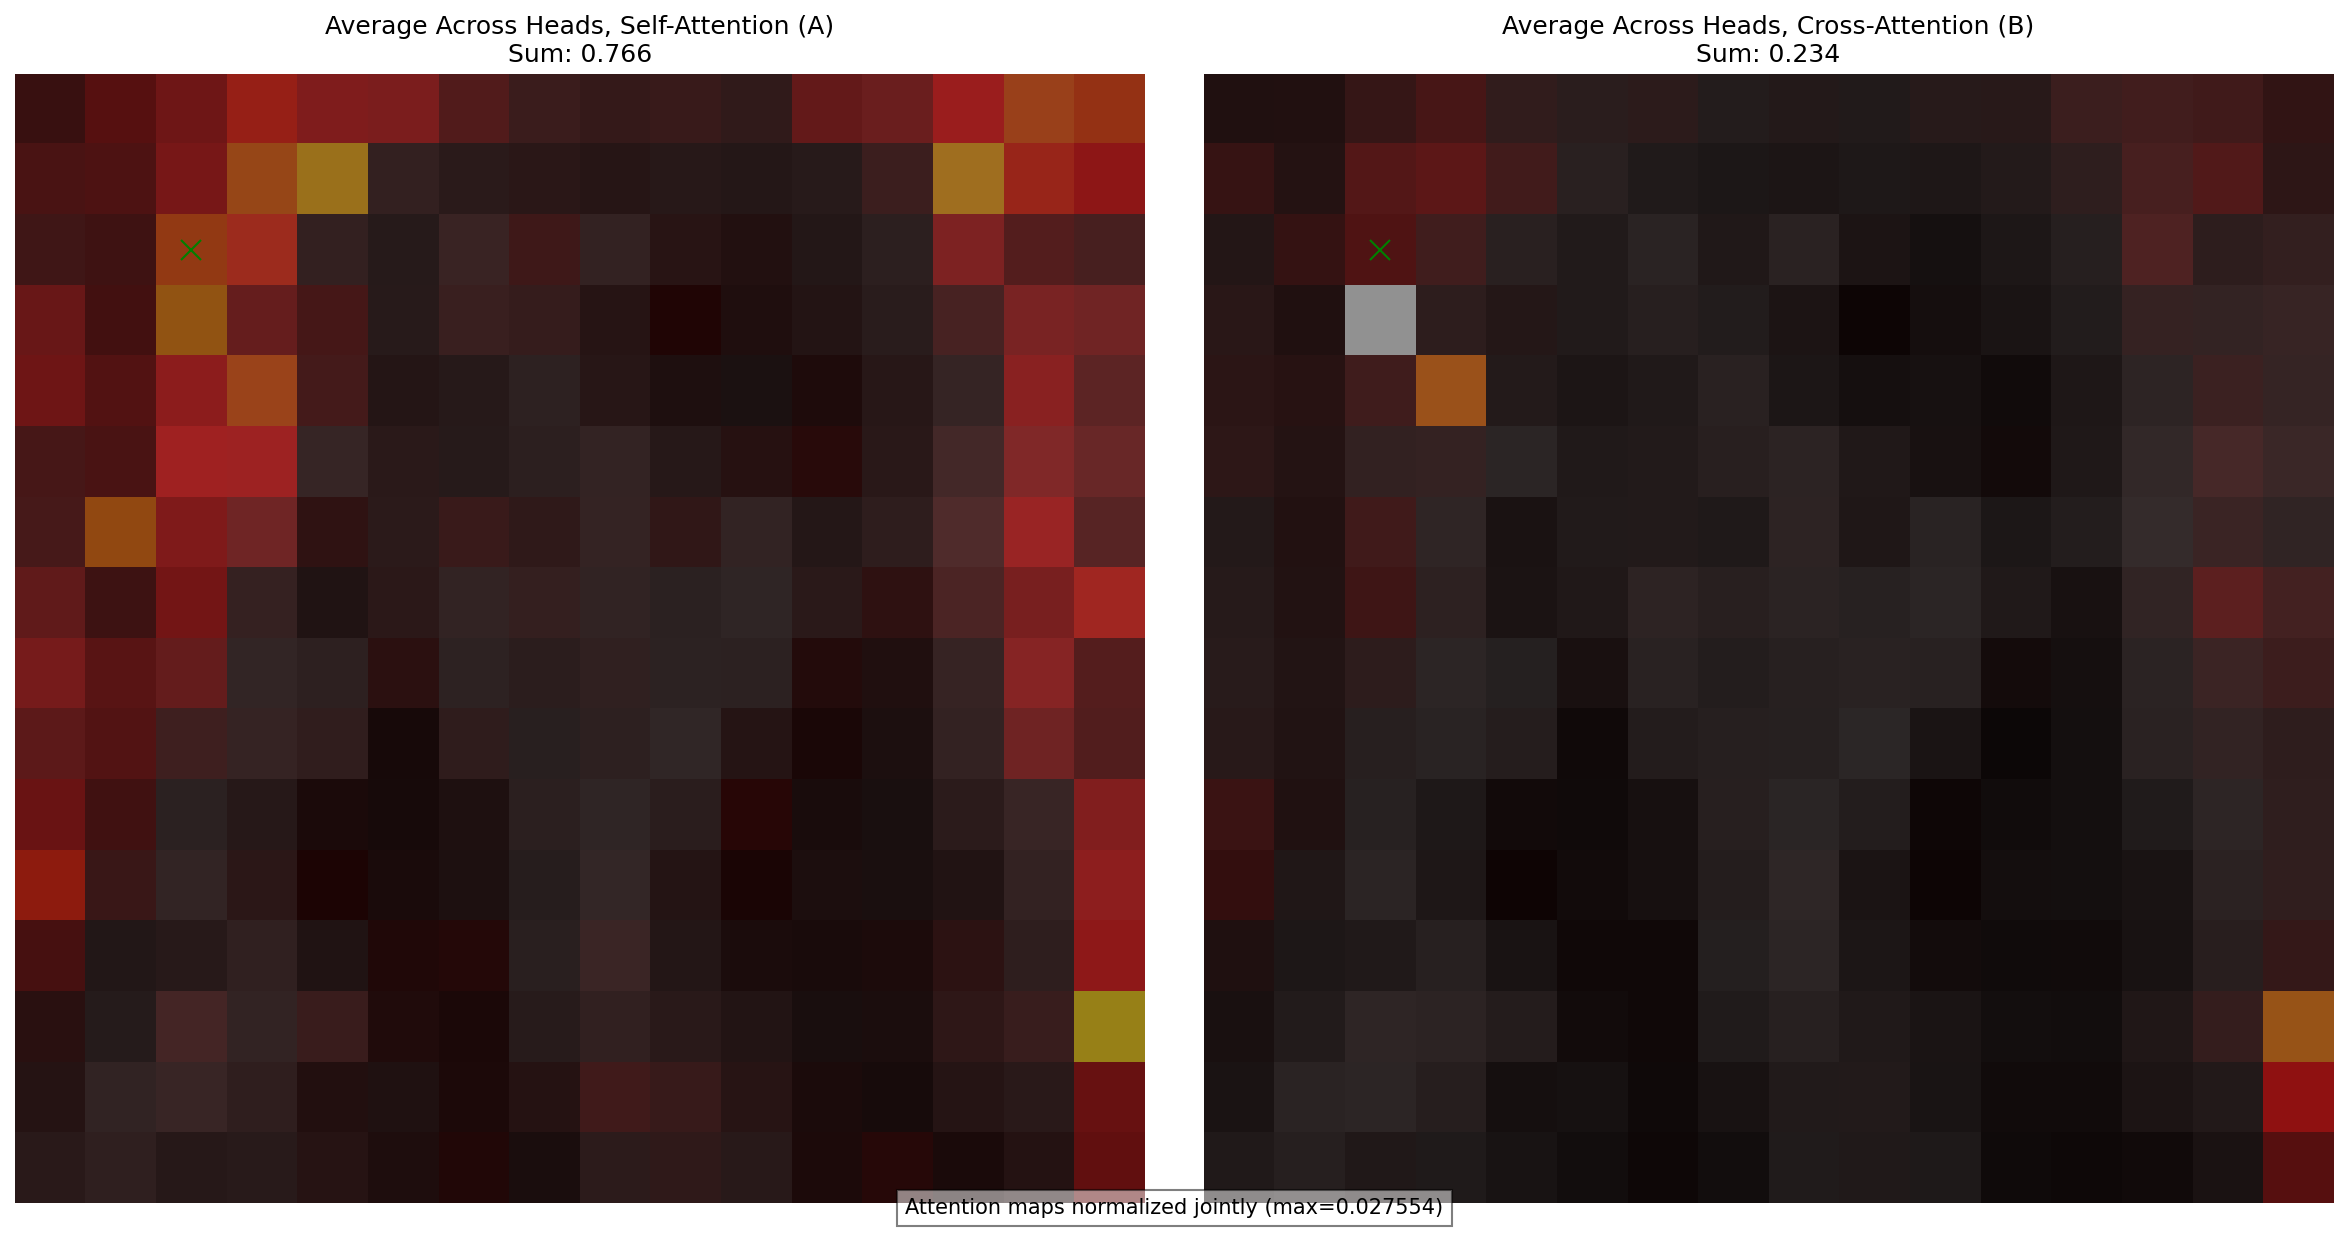 Average Across Heads, Self-Attention (A)
Sum: 0.766
Average Across Heads, Cross-Attention (B)
Sum: 0.234
Attention maps normalized jointly (max=0.027554)